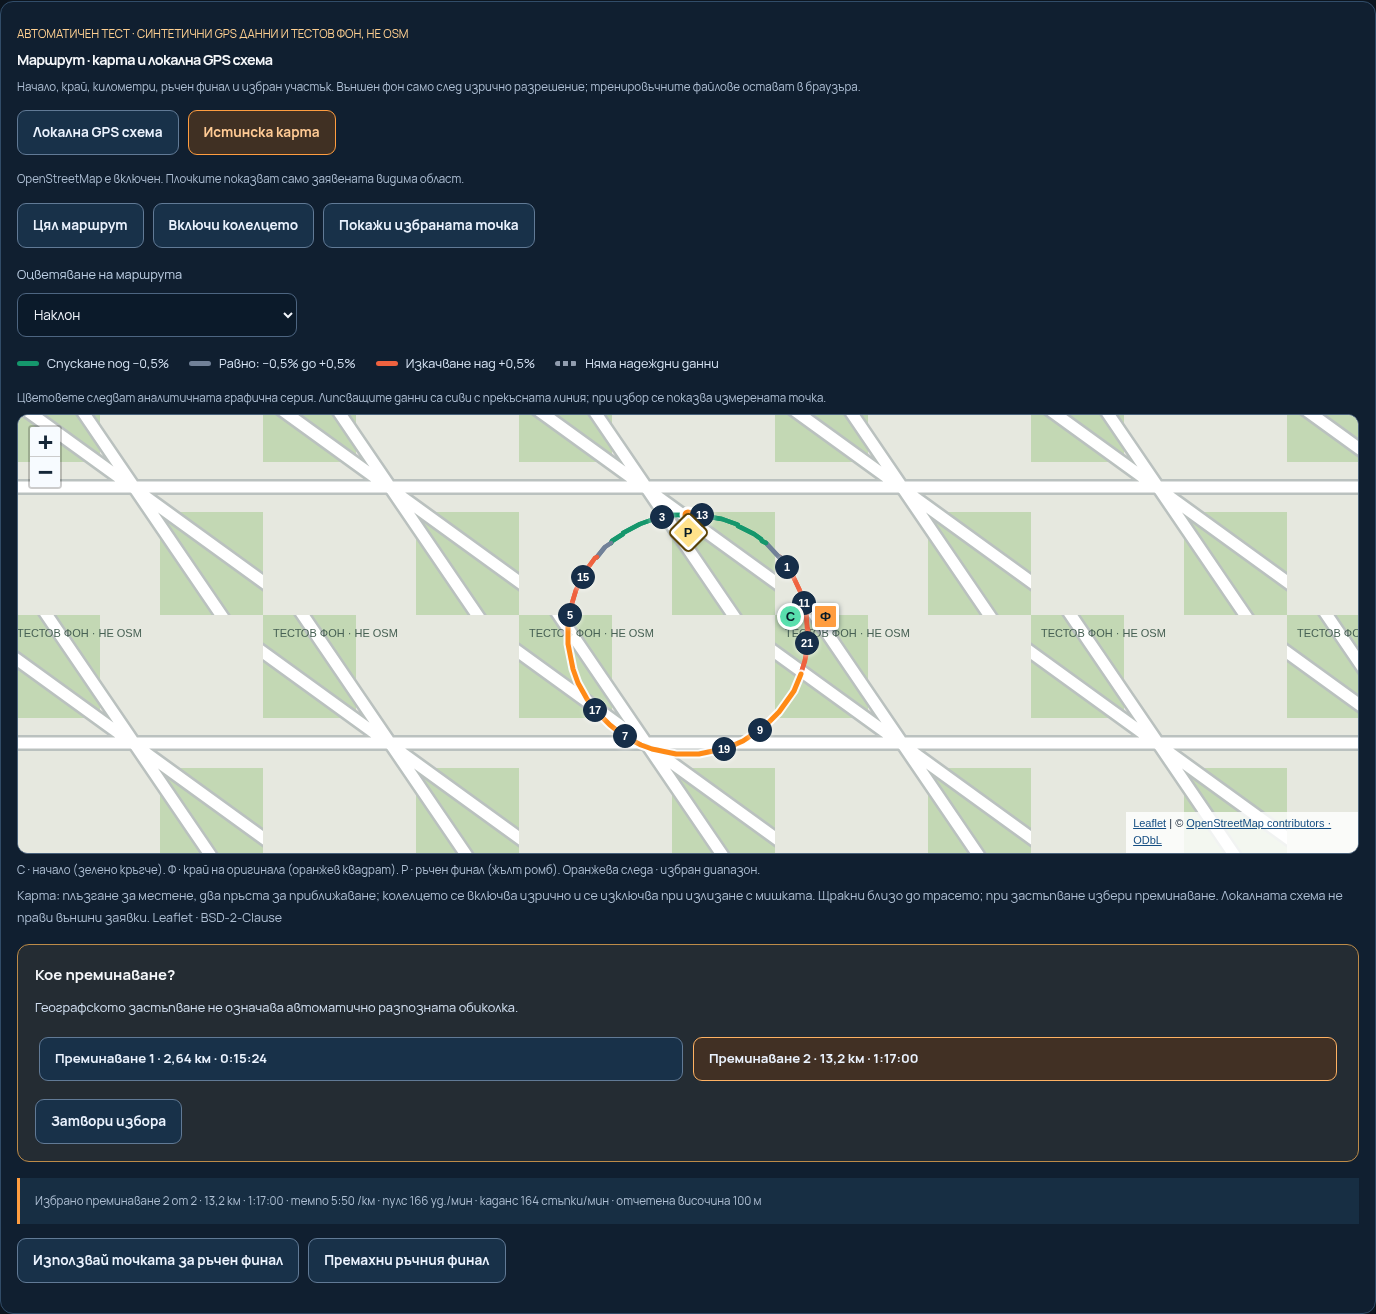 АВТОМАТИЧЕН ТЕСТ · СИНТЕТИЧНИ GPS ДАННИ И ТЕСТОВ ФОН, НЕ OSM
Маршрут · карта и локална GPS схема
Начало, край, километри, ръчен финал и избран участък. Външен фон само след изрично разрешение; тренировъчните файлове остават в браузъра.
Локална GPS схема
Истинска карта
OpenStreetMap е включен. Плочките показват само заявената видима област.
Цял маршрут
Включи колелцето
Покажи избраната точка
Оцветяване на маршрута
Наклон
Спускане под −0,5%
Равно: −0,5% до +0,5%
Изкачване над +0,5%
Няма надеждни данни
Цветовете следват аналитичната графична серия. Липсващите данни са сиви с прекъсната линия; при избор се показва измерената точка.
+
−
3
13
Р
1
15
11
5
С
Ф
ТЕСТОВ ФОН · НЕ OSM
ТЕСТОВ ФОН · НЕ OSM
ТЕСТОВ ФОН · НЕ OSM
ТЕСТОВ ФОН · НЕ OSM
ТЕСТОВ ФОН · НЕ OSM
ТЕСТОВ ФО
21
17
7
9
19
Leaflet | © OpenStreetMap contributors ·
ODbL
С · начало (зелено кръгче). Ф · край на оригинала (оранжев квадрат). Р · ръчен финал (жълт ромб). Оранжева следа · избран диапазон.
Карта: плъзгане за местене, два пръста за приближаване; колелцето се включва изрично и се изключва при излизане с мишката. Щракни близо до трасето; при застъпване избери преминаване. Локалната схема не
прави външни заявки. Leaflet · BSD-2-Clause
Кое преминаване?
Географското застъпване не означава автоматично разпозната обиколка.
Преминаване 1 · 2,64 км · 0:15:24
Преминаване 2 · 13,2 км · 1:17:00
Затвори избора
Избрано преминаване 2 от 2 · 13,2 км · 1:17:00 · темпо 5:50 /км · пулс 166 уд./мин · каданс 164 стъпки/мин · отчетена височина 100 м
Използвай точката за ръчен финал
Премахни ръчния финал